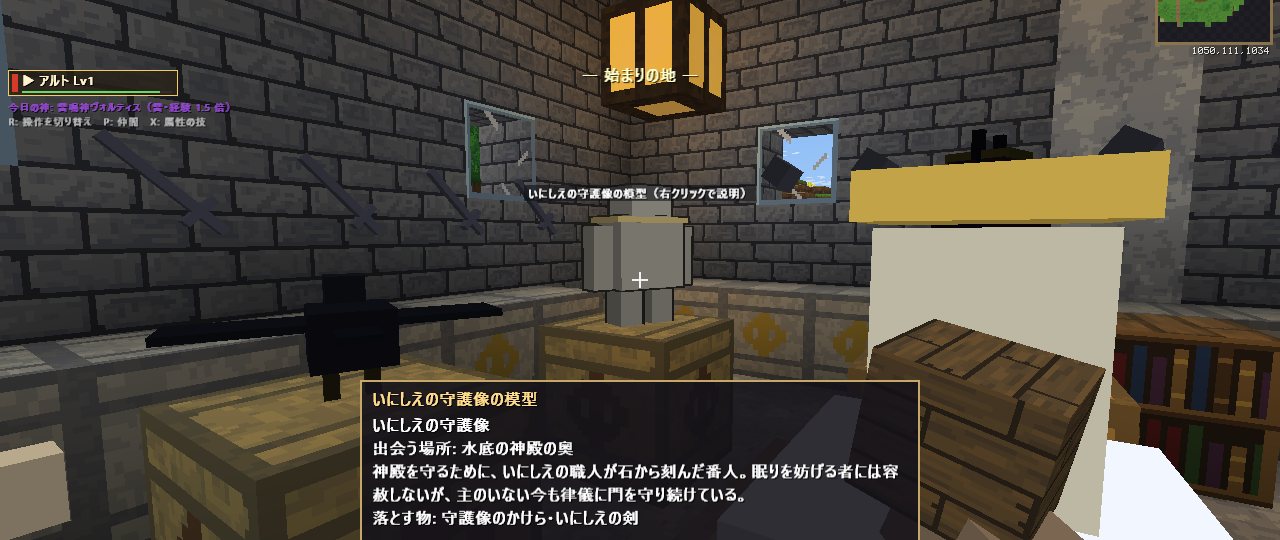 1050,111,1034
― 始まりの地 ―
▶ アルト Lv1
今日の神: 雷鳴神ヴォルティス (雷・経験 1.5 倍)
R: 操作を切り替え P: 仲間 X: 属性の技
いにしえの守護像の模型 (右クリックで説明)
いにしえの守護像の模型
いにしえの守護像
出会う場所: 水底の神殿の奥
神殿を守るために、いにしえの職人が石から刻んだ番人。眠りを妨げる者には容
赦しないが、主のいない今も律儀に門を守り続けている。
落とす物: 守護像のかけら・いにしえの剣